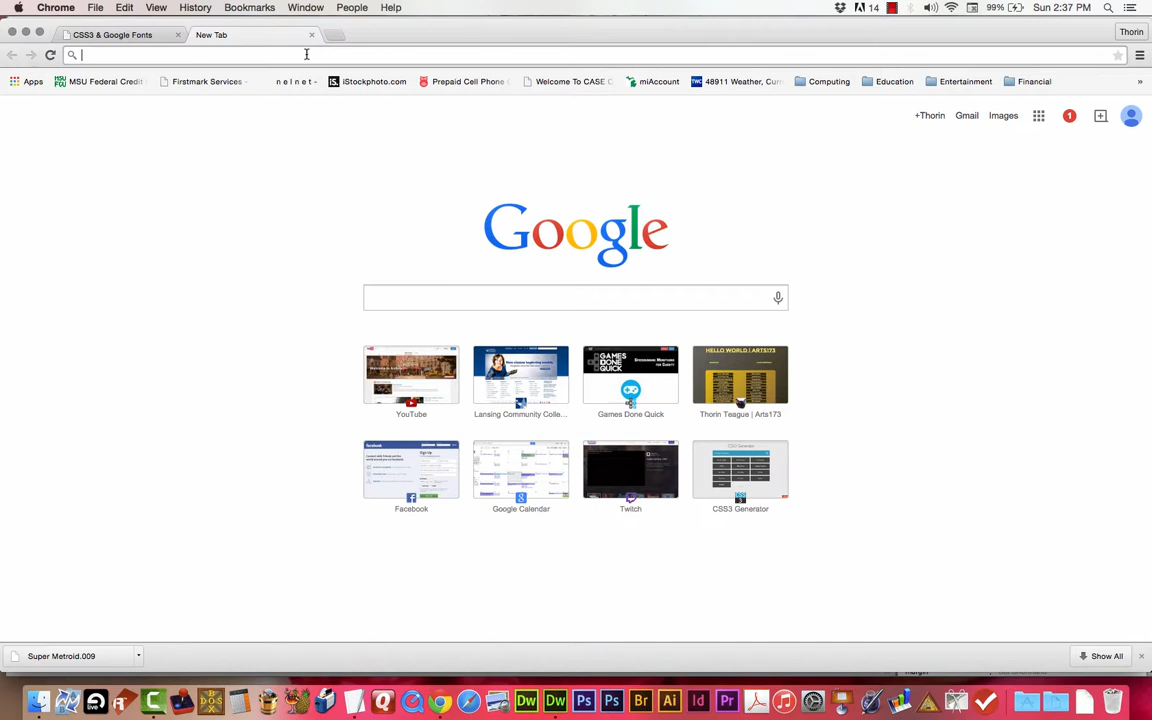 Chrome File Edit View History Bookmarks Window People Help 14 99% Sun 2:37 PM
CSS3 & Google Fonts New Tab Thorin
Apps MSU Federal Credit Firstmark Services - n e l n e t - iStockphoto.com Prepaid Cell Phone Welcome To CASE C miAccount 48911 Weather, Curr Computing Education Entertainment Financial »
+Thorin Gmail Images 1
Google
YouTube Lansing Community Colle... Games Done Quick Thorin Teague | Arts173
Facebook Google Calendar Twitch CSS3 Generator
Super Metroid.009 Show All